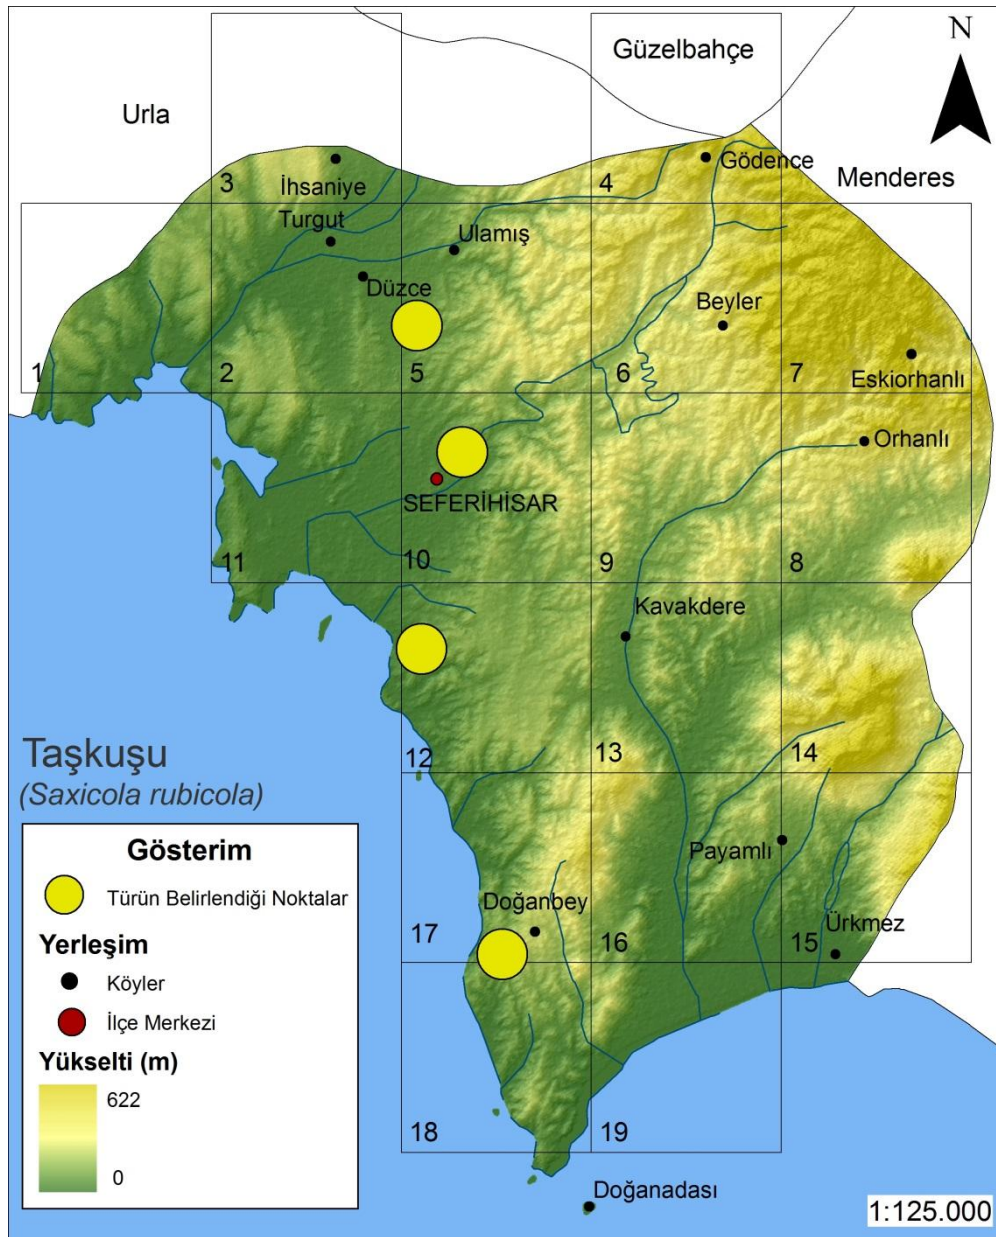 N
Güzelbahçe
Urla
Gödence
Menderes
3
İhsaniye
4
Turgut
Ulamış
Düzce
Beyler
1
2
5
6
7
Eskiorhanlı
Orhanlı
SEFERİHİSAR
11
10
9
8
Kavakdere
Taşkuşu
(Saxicola rubicola)
12
13
14
Payamlı
Doğanbey
17
16
15
Ürkmez
18
19
Doğanadası
Gösterim
Türün Belirlendiği Noktalar
Yerleşim
Köyler
İlçe Merkezi
Yükselti (m)
622
0
1:125.000